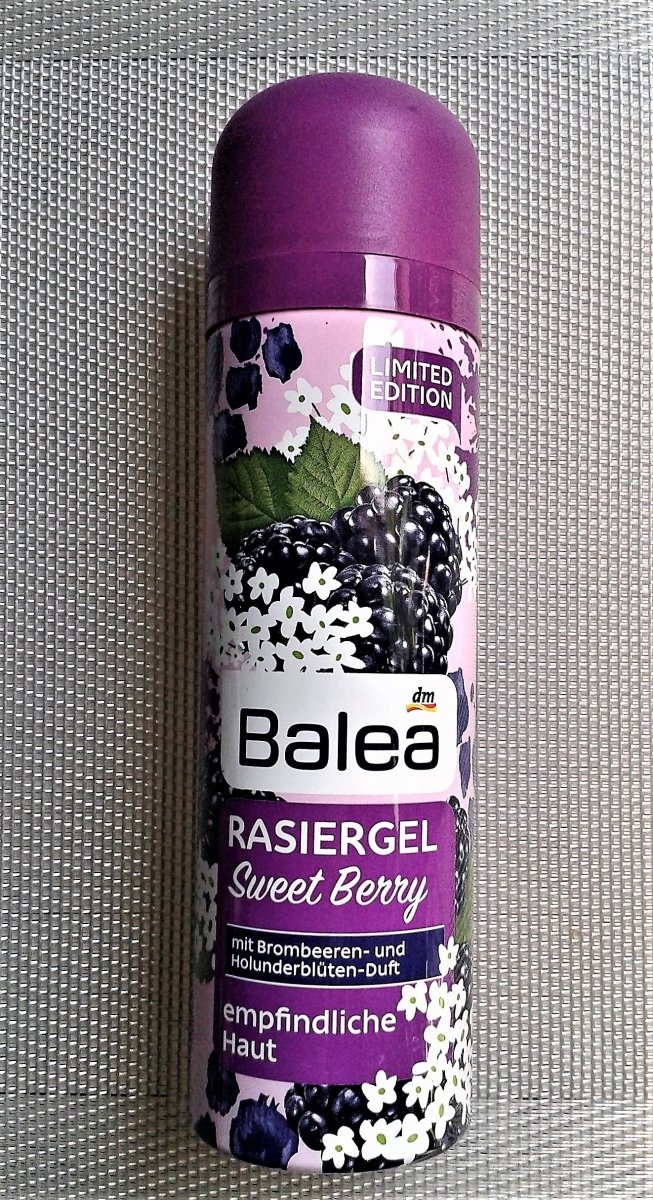 LIMITED
EDITION
dm
Balea
RASIERGEL
Sweet Berry
mit Brombeeren- und
Holunderblüten-Duft
empfindliche
Haut